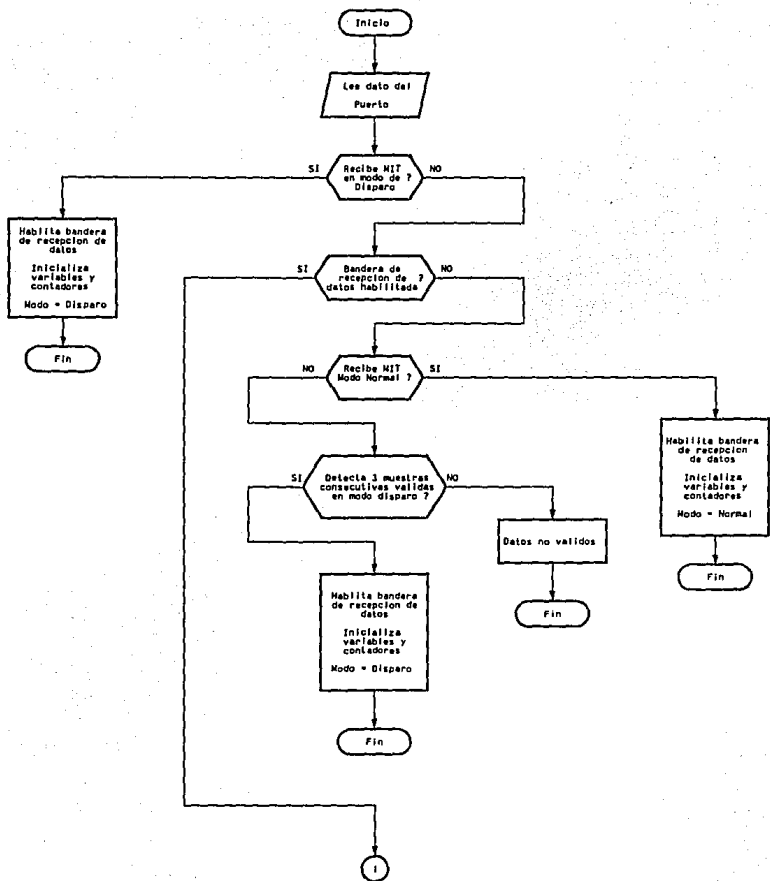 Inicio
Lee dato del
Puerto
SI
Recibe MIT
en modo de ?
Disparo
NO
Habilita bandera
de recepcion de
datos
Inicializa
variables y
contadores
Modo = Disparo
Fin
SI
Bandera de
recepcion de ?
datos habilitada
NO
NO
Recibe MIT
Modo Normal ?
SI
Habilita bandera
de recepcion
de datos
Inicializa
variables y
contadores
Modo = Normal
Fin
SI
Detecta 3 muestras
consecutivas validas
en modo disparo ?
NO
Datos no validos
Fin
Habilita bandera
de recepcion de
datos
Inicializa
variables y
contadores
Modo = Disparo
Fin
1